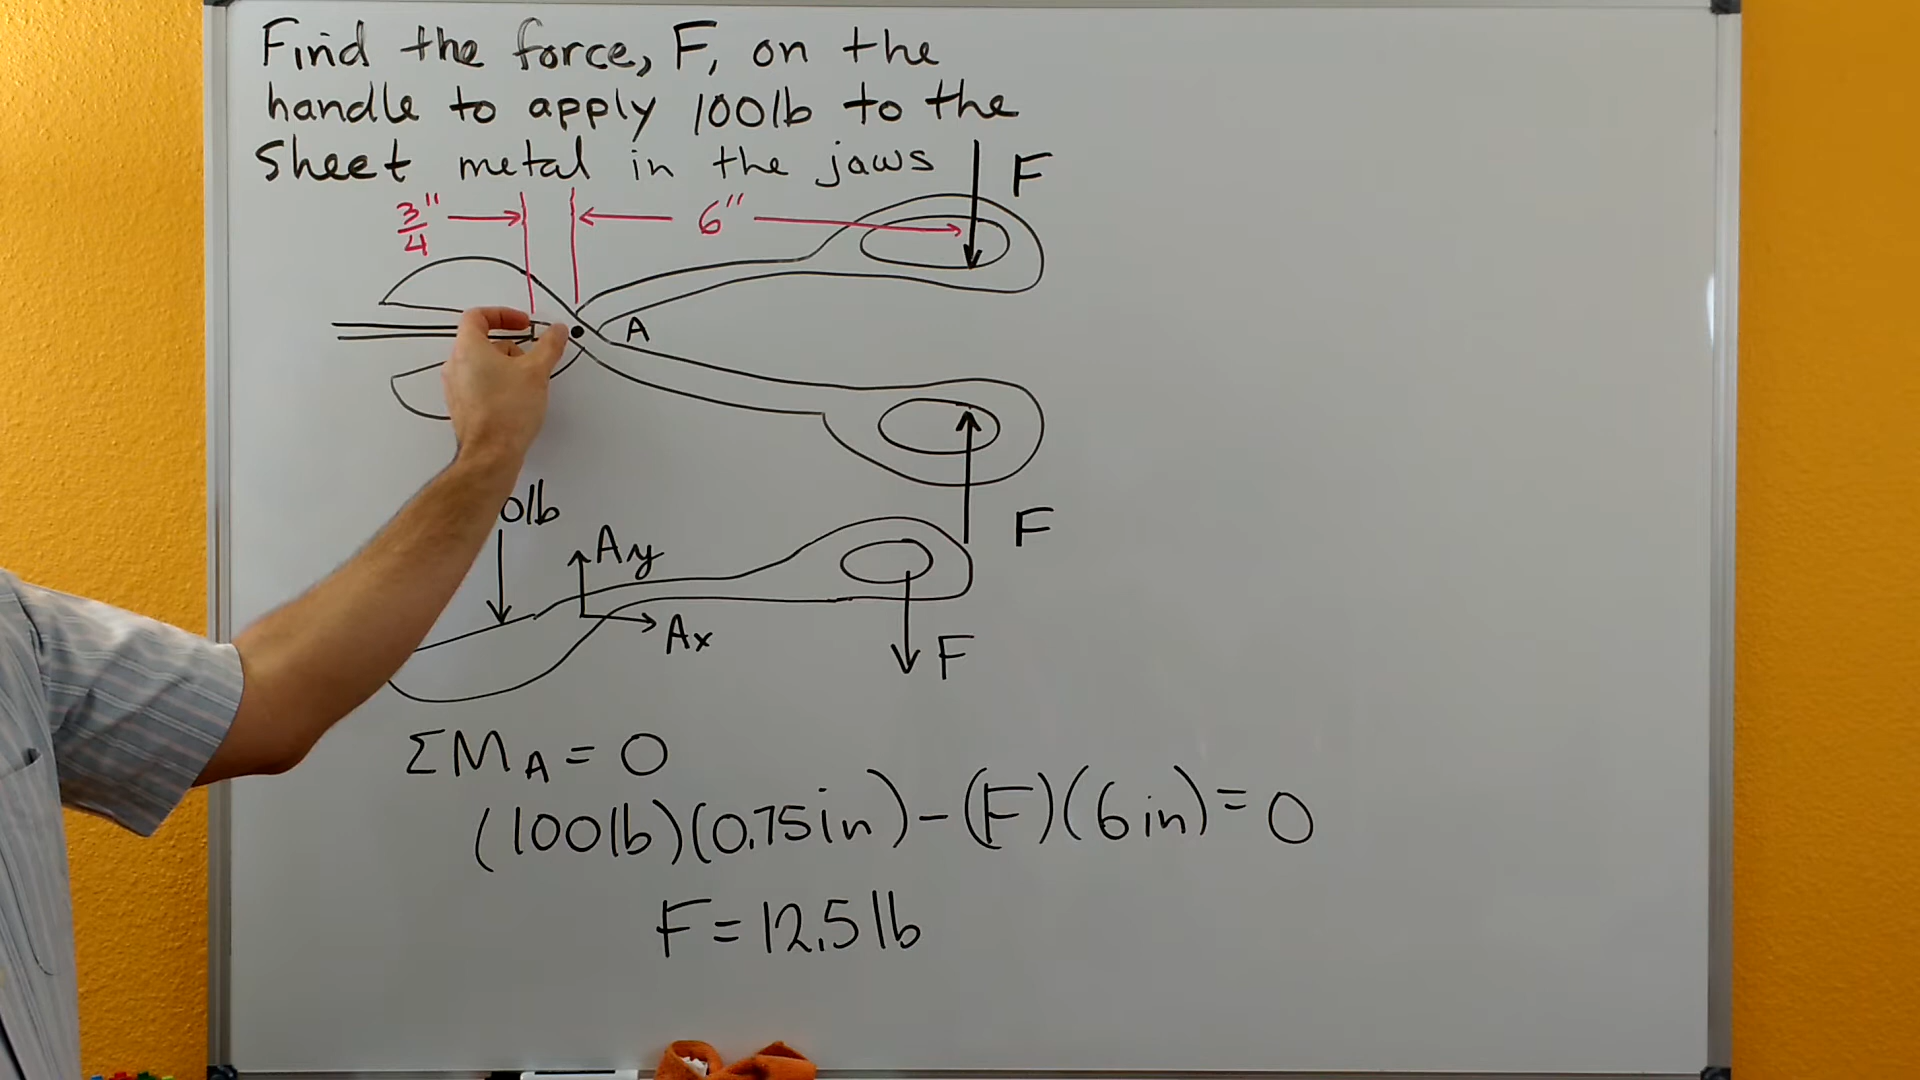 Find the force, F, on the
handle to apply 100lb to the
Sheet metal in the jaws
F
3/4" 6"
A
0lb
Ay
F
Ax
F
ΣMA = 0
(100lb)(0.75in) - (F)(6in) = 0
F = 12.5lb